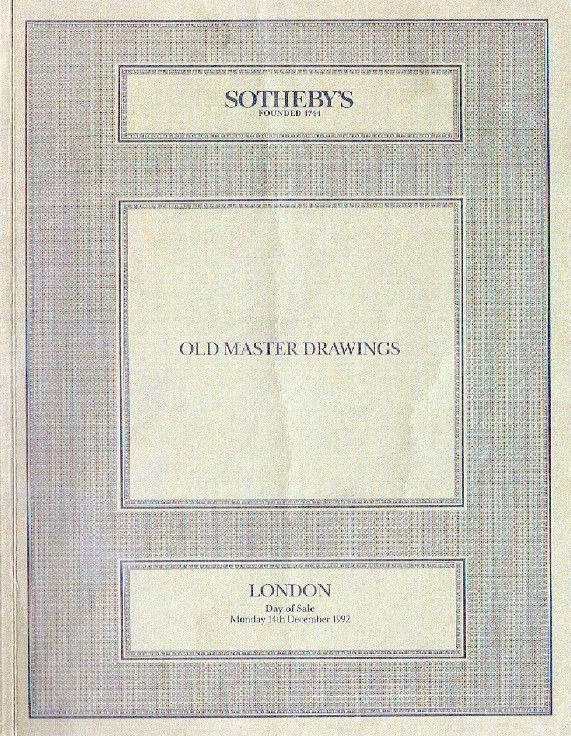 SOTHEBY'S
FOUNDED 1744
OLD MASTER DRAWINGS
LONDON
Day of Sale
Monday 14th December 1992